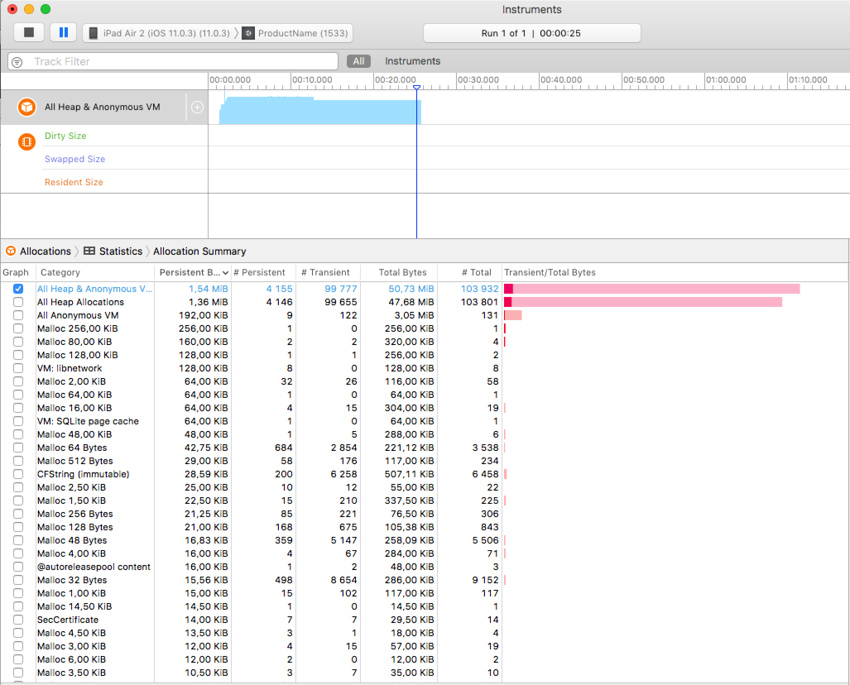 Instruments
iPad Air 2 (iOS 11.0.3) (11.0.3) ProductName (1533) Run 1 of 1 | 00:00:25
Track Filter All Instruments
00:00.000 00:10.000 00:20.000 00:30.000 00:40.000 00:50.000 01:00.000 01:10.000
All Heap & Anonymous VM
Dirty Size
Swapped Size
Resident Size
Allocations Statistics Allocation Summary
Graph Category Persistent B... # Persistent # Transient Total Bytes # Total Transient/Total Bytes
All Heap & Anonymous V... 1,54 MiB 4 155 99 777 50,73 MiB 103 932
All Heap Allocations 1,36 MiB 4 146 99 655 47,68 MiB 103 801
All Anonymous VM 192,00 KiB 9 122 3,05 MiB 131
Malloc 256,00 KiB 256,00 KiB 1 0 256,00 KiB 1
Malloc 80,00 KiB 160,00 KiB 2 2 320,00 KiB 4
Malloc 128,00 KiB 128,00 KiB 1 1 256,00 KiB 2
VM: libnetwork 128,00 KiB 8 0 128,00 KiB 8
Malloc 2,00 KiB 64,00 KiB 32 26 116,00 KiB 58
Malloc 64,00 KiB 64,00 KiB 1 0 64,00 KiB 1
Malloc 16,00 KiB 64,00 KiB 4 15 304,00 KiB 19
VM: SQLite page cache 64,00 KiB 1 0 64,00 KiB 1
Malloc 48,00 KiB 48,00 KiB 1 5 288,00 KiB 6
Malloc 64 Bytes 42,75 KiB 684 2 854 221,12 KiB 3 538
Malloc 512 Bytes 29,00 KiB 58 176 117,00 KiB 234
CFString (immutable) 28,59 KiB 200 6 258 507,11 KiB 6 458
Malloc 2,50 KiB 25,00 KiB 10 12 55,00 KiB 22
Malloc 1,50 KiB 22,50 KiB 15 210 337,50 KiB 225
Malloc 256 Bytes 21,25 KiB 85 221 76,50 KiB 306
Malloc 128 Bytes 21,00 KiB 168 675 105,38 KiB 843
Malloc 48 Bytes 16,83 KiB 359 5 147 258,09 KiB 5 506
Malloc 4,00 KiB 16,00 KiB 4 67 284,00 KiB 71
@autoreleasepool content 16,00 KiB 1 2 48,00 KiB 3
Malloc 32 Bytes 15,56 KiB 498 8 654 286,00 KiB 9 152
Malloc 1,00 KiB 15,00 KiB 15 102 117,00 KiB 117
Malloc 14,50 KiB 14,50 KiB 1 0 14,50 KiB 1
SecCertificate 14,00 KiB 7 7 29,50 KiB 14
Malloc 4,50 KiB 13,50 KiB 3 1 18,00 KiB 4
Malloc 3,00 KiB 12,00 KiB 4 15 57,00 KiB 19
Malloc 6,00 KiB 12,00 KiB 2 0 12,00 KiB 2
Malloc 3,50 KiB 10,50 KiB 3 7 35,00 KiB 10